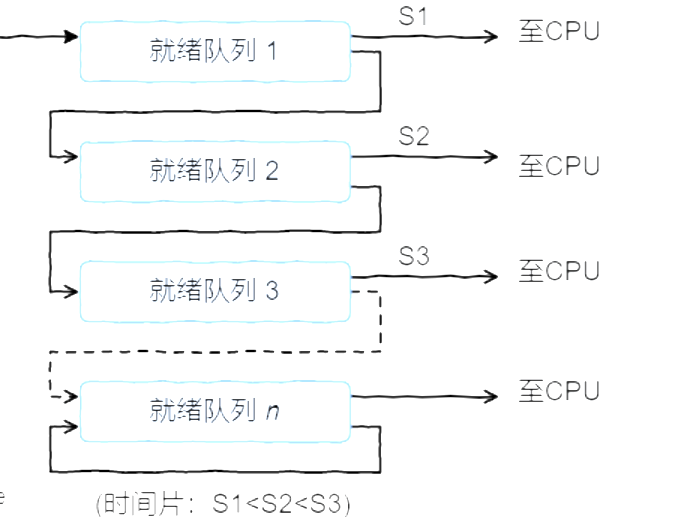 就绪队列 1
S1
至CPU
就绪队列 2
S2
至CPU
就绪队列 3
S3
至CPU
就绪队列 n
至CPU
e
(时间片：S1<S2<S3)